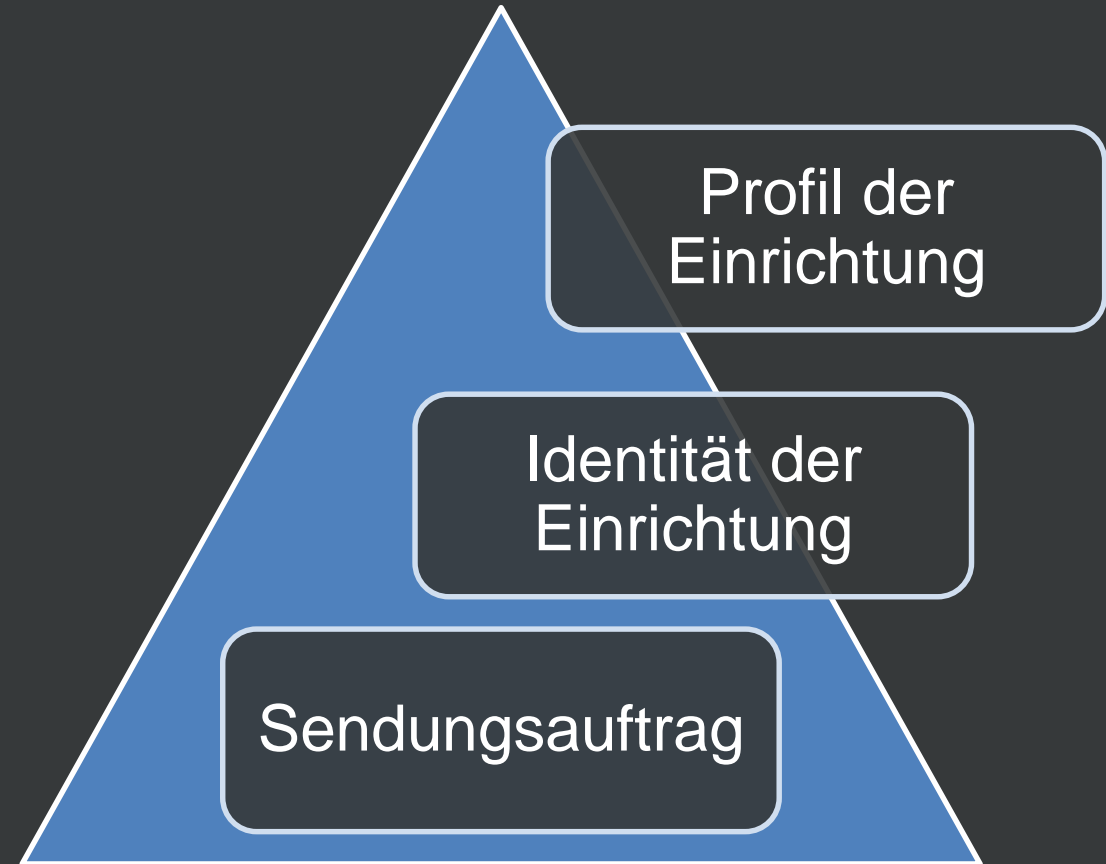 Profil der
Einrichtung
Identität der
Einrichtung
Sendungsauftrag